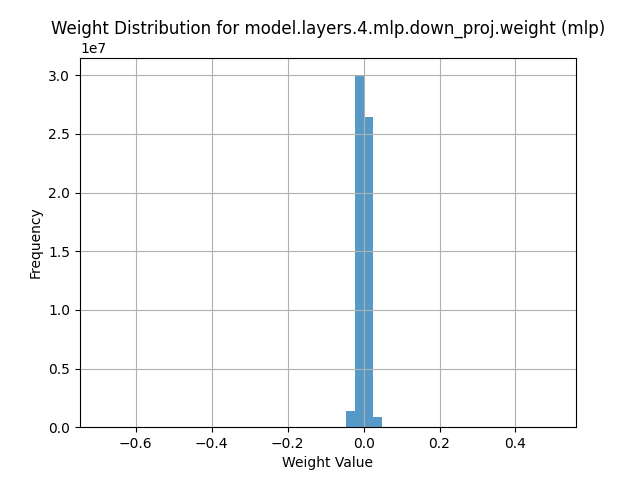 Weight Distribution for model.layers.4.mlp.down_proj.weight (mlp)
1e7
3.0
2.5
2.0
1.5
1.0
0.5
0.0
Frequency
−0.6 −0.4 −0.2 0.0 0.2 0.4
Weight Value